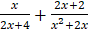 x/(2x+4) + (2x+2)/(x²+2x)